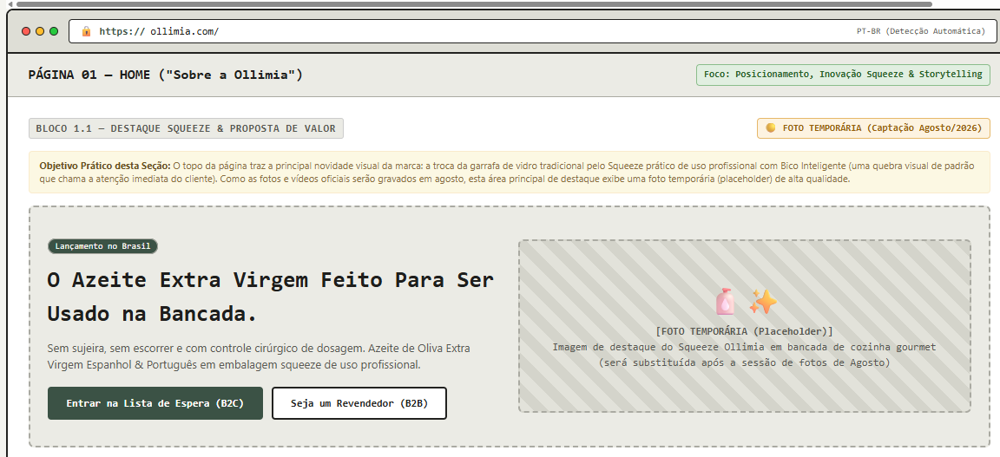 https:// ollimia.com/
PT-BR (Detecção Automática)
PÁGINA 01 — HOME ("Sobre a Ollimia")
Foco: Posicionamento, Inovação Squeeze & Storytelling
BLOCO 1.1 — DESTAQUE SQUEEZE & PROPOSTA DE VALOR
FOTO TEMPORÁRIA (Captação Agosto/2026)
Objetivo Prático desta Seção: O topo da página traz a principal novidade visual da marca: a troca da garrafa de vidro tradicional pelo Squeeze prático de uso profissional com Bico Inteligente (uma quebra visual de padrão
que chama a atenção imediata do cliente). Como as fotos e vídeos oficiais serão gravados em agosto, esta área principal de destaque exibe uma foto temporária (placeholder) de alta qualidade.
Lançamento no Brasil
O Azeite Extra Virgem Feito Para Ser
Usado na Bancada.
Sem sujeira, sem escorrer e com controle cirúrgico de dosagem. Azeite de Oliva Extra
Virgem Espanhol & Português em embalagem squeeze de uso profissional.
Entrar na Lista de Espera (B2C)
Seja um Revendedor (B2B)
[FOTO TEMPORÁRIA (Placeholder)]
Imagem de destaque do Squeeze Ollimia em bancada de cozinha gourmet
(será substituída após a sessão de fotos de Agosto)